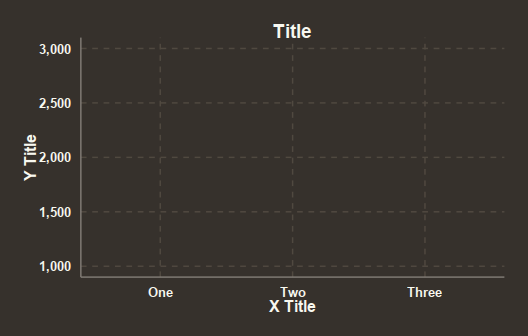 Title
3,000
2,500
2,000
1,500
1,000
Y Title
One Two Three
X Title